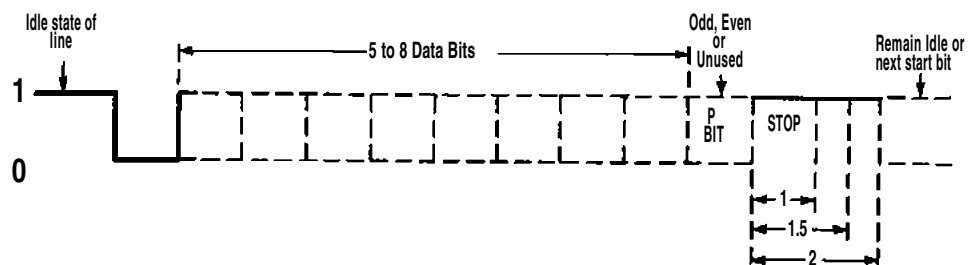 Idle state of
line
5 to 8 Data Bits
Odd, Even
or
Unused
Remain Idle or
next start bit
1
P
BIT
STOP
0
1
1.5
2